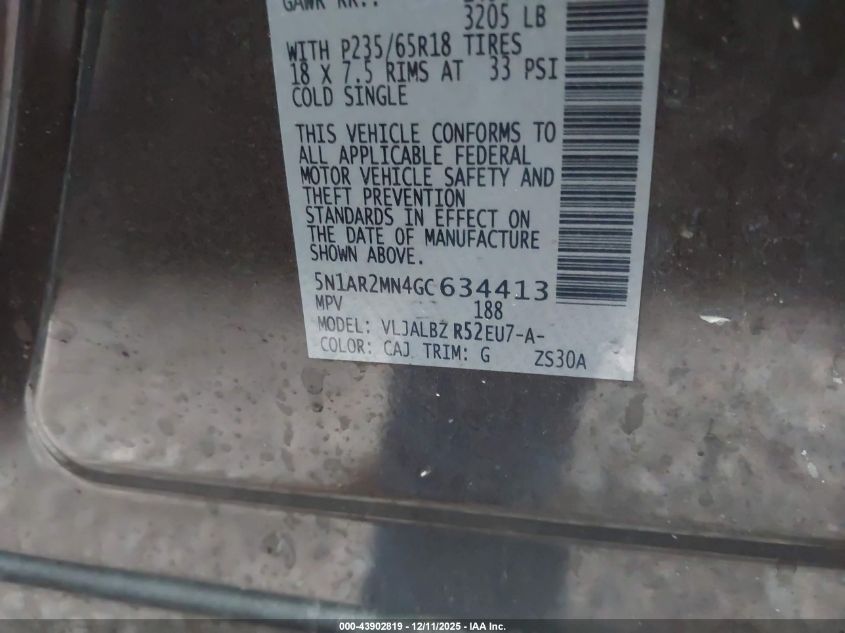 GAWR RR.:
3205 LB
WITH P235/65R18 TIRES
18 X 7.5 RIMS AT 33 PSI
COLD SINGLE
THIS VEHICLE CONFORMS TO
ALL APPLICABLE FEDERAL
MOTOR VEHICLE SAFETY AND
THEFT PREVENTION
STANDARDS IN EFFECT ON
THE DATE OF MANUFACTURE
SHOWN ABOVE.
5N1AR2MN4GC634413
MPV 188
MODEL: VLJALBZ R52EU7-A-
COLOR: CAJ TRIM: G ZS30A
000-43902819 - 12/11/2025 - IAA Inc.